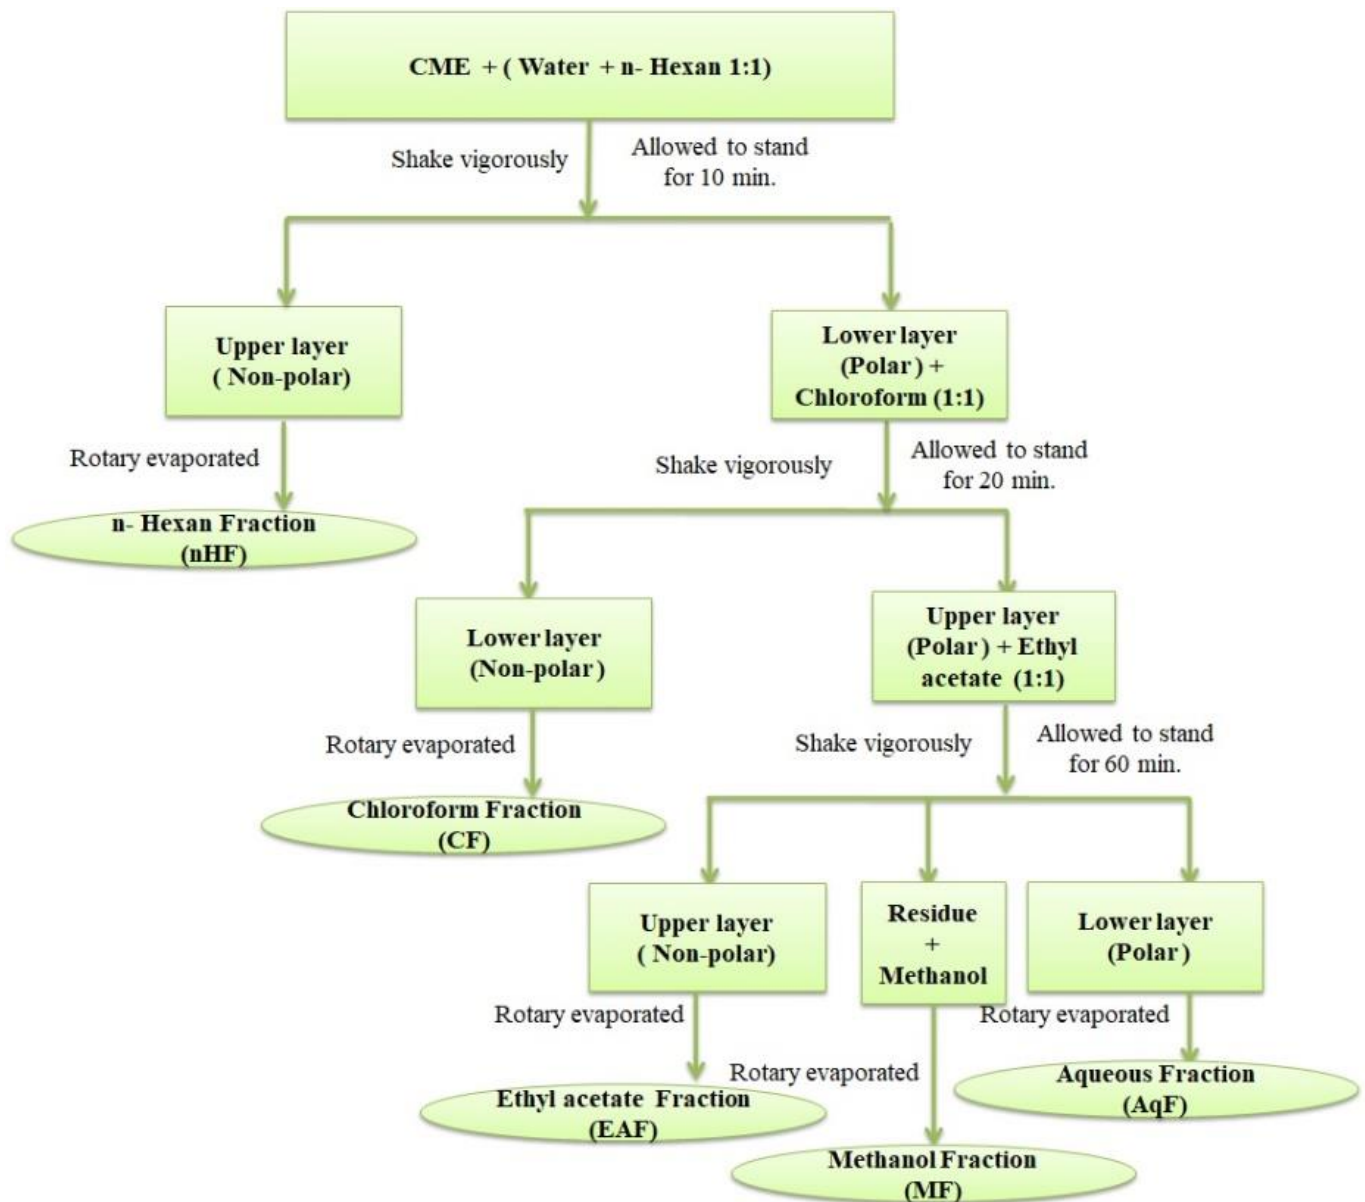 CME + ( Water + n- Hexan 1:1)
Shake vigorously
Allowed to stand
for 10 min.
Upper layer
( Non-polar)
Lower layer
(Polar ) +
Chloroform (1:1)
Rotary evaporated
Shake vigorously
Allowed to stand
for 20 min.
n- Hexan Fraction
(nHF)
Lower layer
(Non-polar )
Upper layer
(Polar ) + Ethyl
acetate (1:1)
Rotary evaporated
Shake vigorously
Allowed to stand
for 60 min.
Chloroform Fraction
(CF)
Upper layer
( Non-polar)
Residue
+
Methanol
Lower layer
(Polar )
Rotary evaporated
Rotary evaporated
Rotary evaporated
Ethyl acetate Fraction
(EAF)
Aqueous Fraction
(AqF)
Methanol Fraction
(MF)